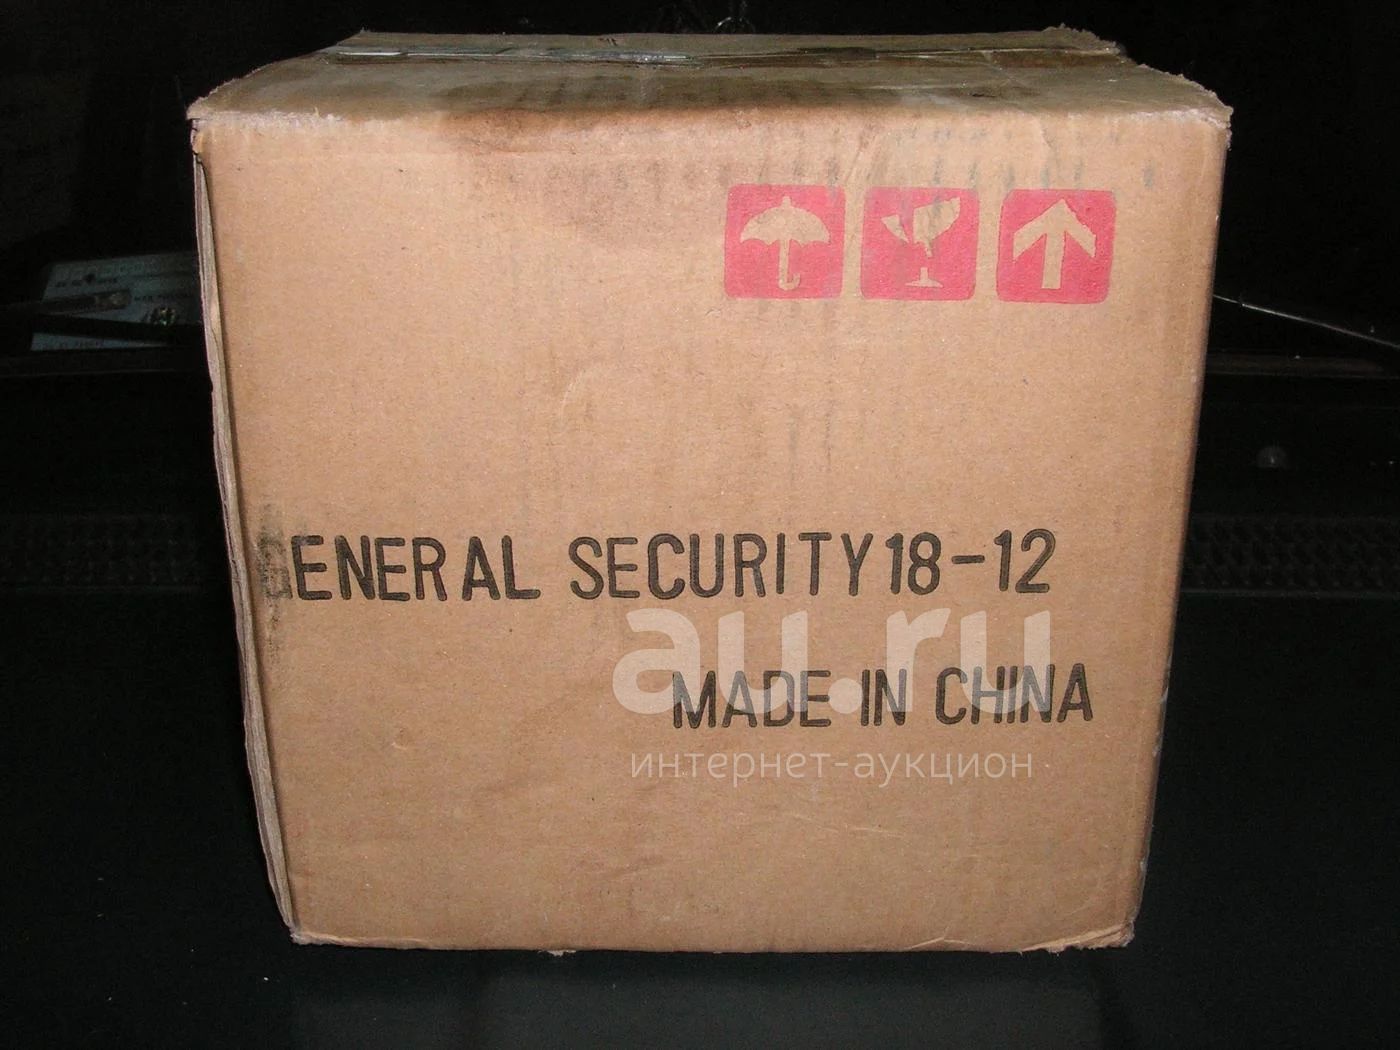 GENERAL SECURITY 18-12
au.ru
MADE IN CHINA
интернет-аукцион